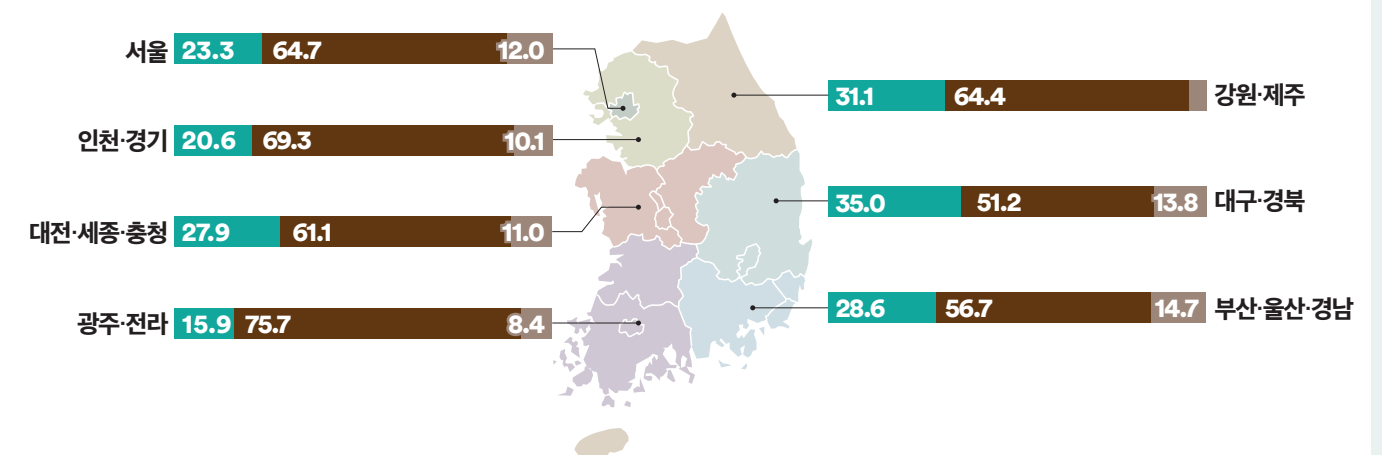 서울 23.3 64.7 12.0
인천·경기 20.6 69.3 10.1
대전·세종·충청 27.9 61.1 11.0
광주·전라 15.9 75.7 8.4
31.1 64.4 강원·제주
35.0 51.2 13.8 대구·경북
28.6 56.7 14.7 부산·울산·경남